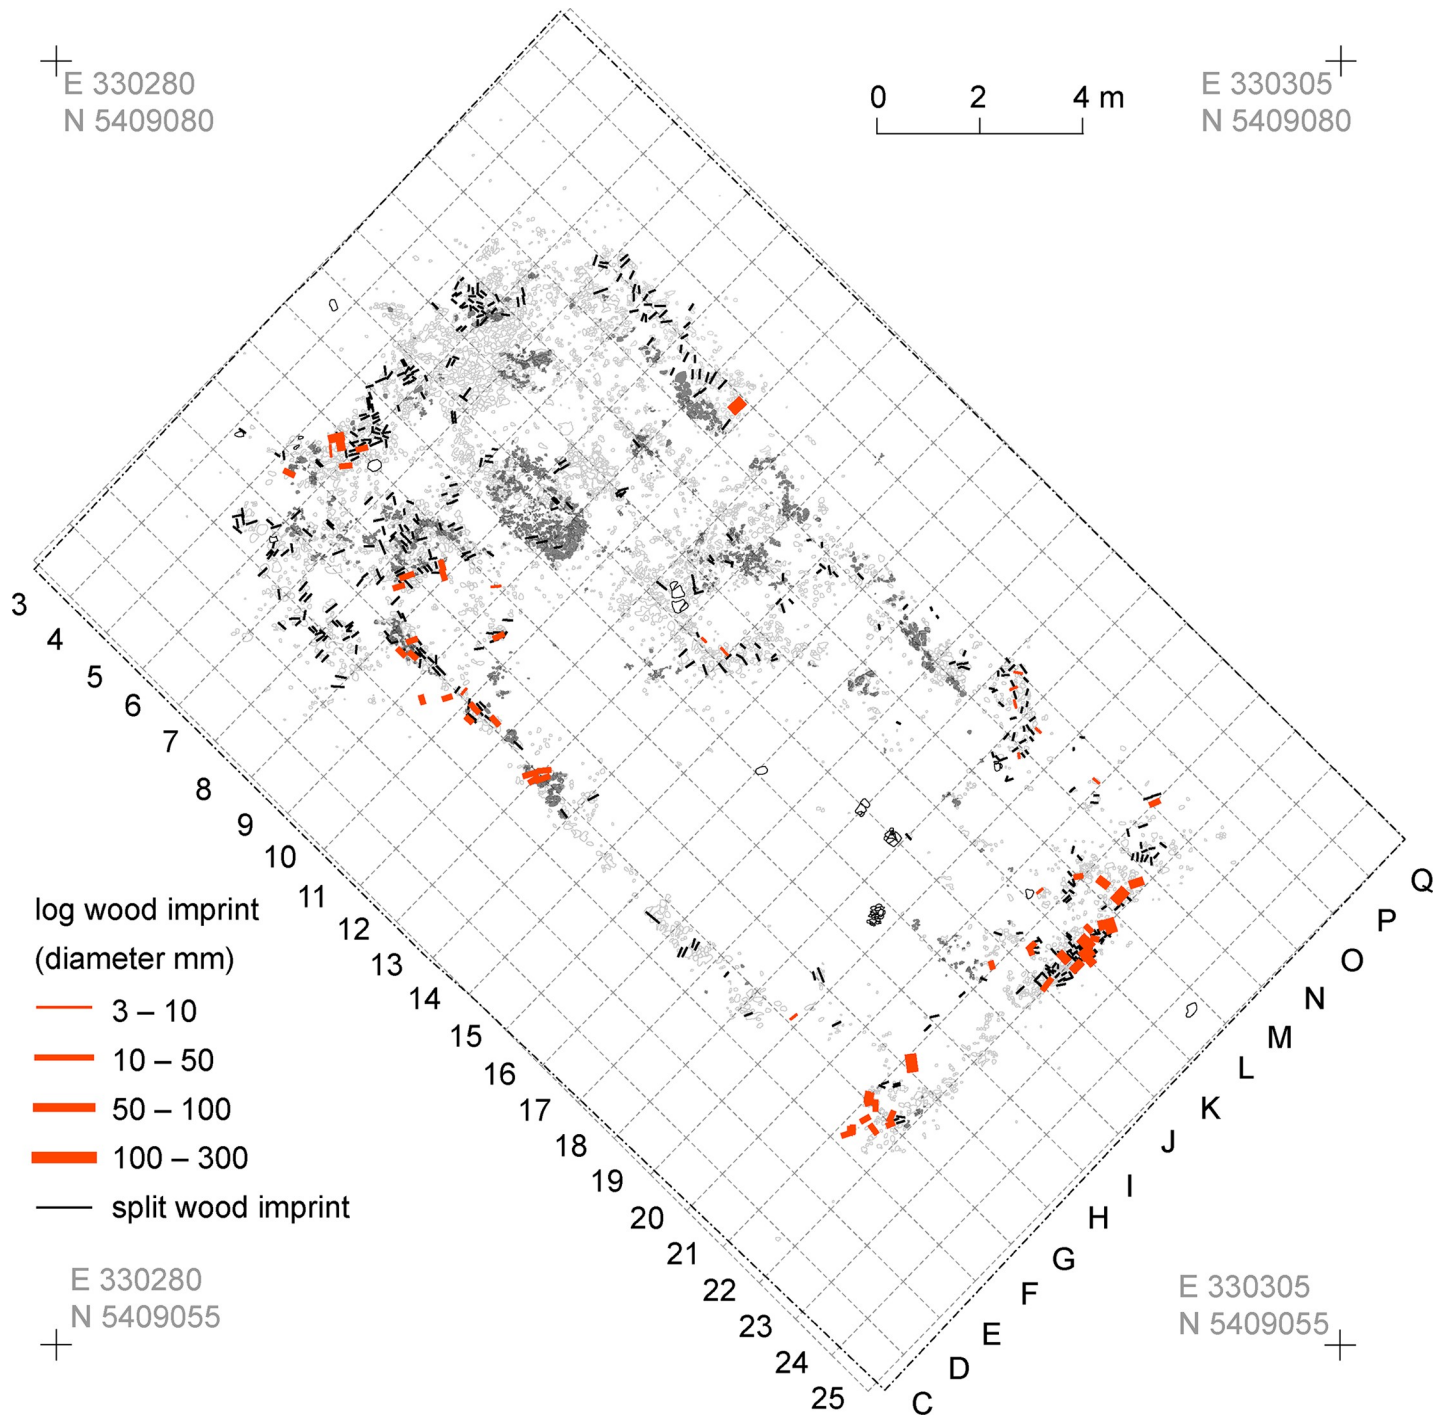 E 330280
N 5409080
0 2 4 m
E 330305
N 5409080
3
4
5
6
7
8
9
10
11
12
13
14
15
16
17
18
19
20
21
22
23
24
25
C
D
E
F
G
H
I
J
K
L
M
N
O
P
Q
log wood imprint
(diameter mm)
3 – 10
10 – 50
50 – 100
100 – 300
split wood imprint
E 330280
N 5409055
E 330305
N 5409055